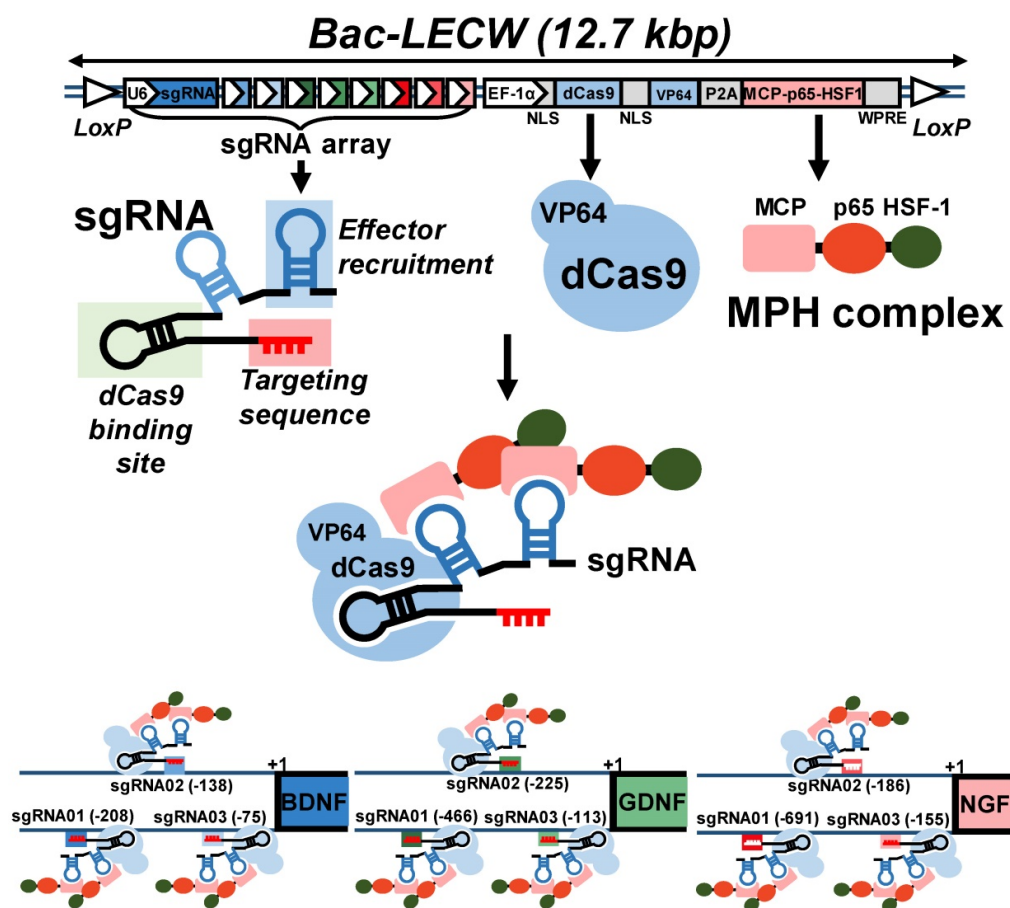 Bac-LECW (12.7 kbp)
U6 sgRNA EF-1α dCas9 VP64 P2A MCP-p65-HSF1
LoxP NLS NLS WPRE LoxP
sgRNA array
sgRNA
Effector
recruitment
dCas9
binding
site
Targeting
sequence
VP64
dCas9
MCP p65 HSF-1
MPH complex
VP64
dCas9
sgRNA
sgRNA02 (-138)
+1
BDNF
sgRNA01 (-208) sgRNA03 (-75)
sgRNA02 (-225)
+1
GDNF
sgRNA01 (-466) sgRNA03 (-113)
sgRNA02 (-186)
+1
NGF
sgRNA01 (-691) sgRNA03 (-155)